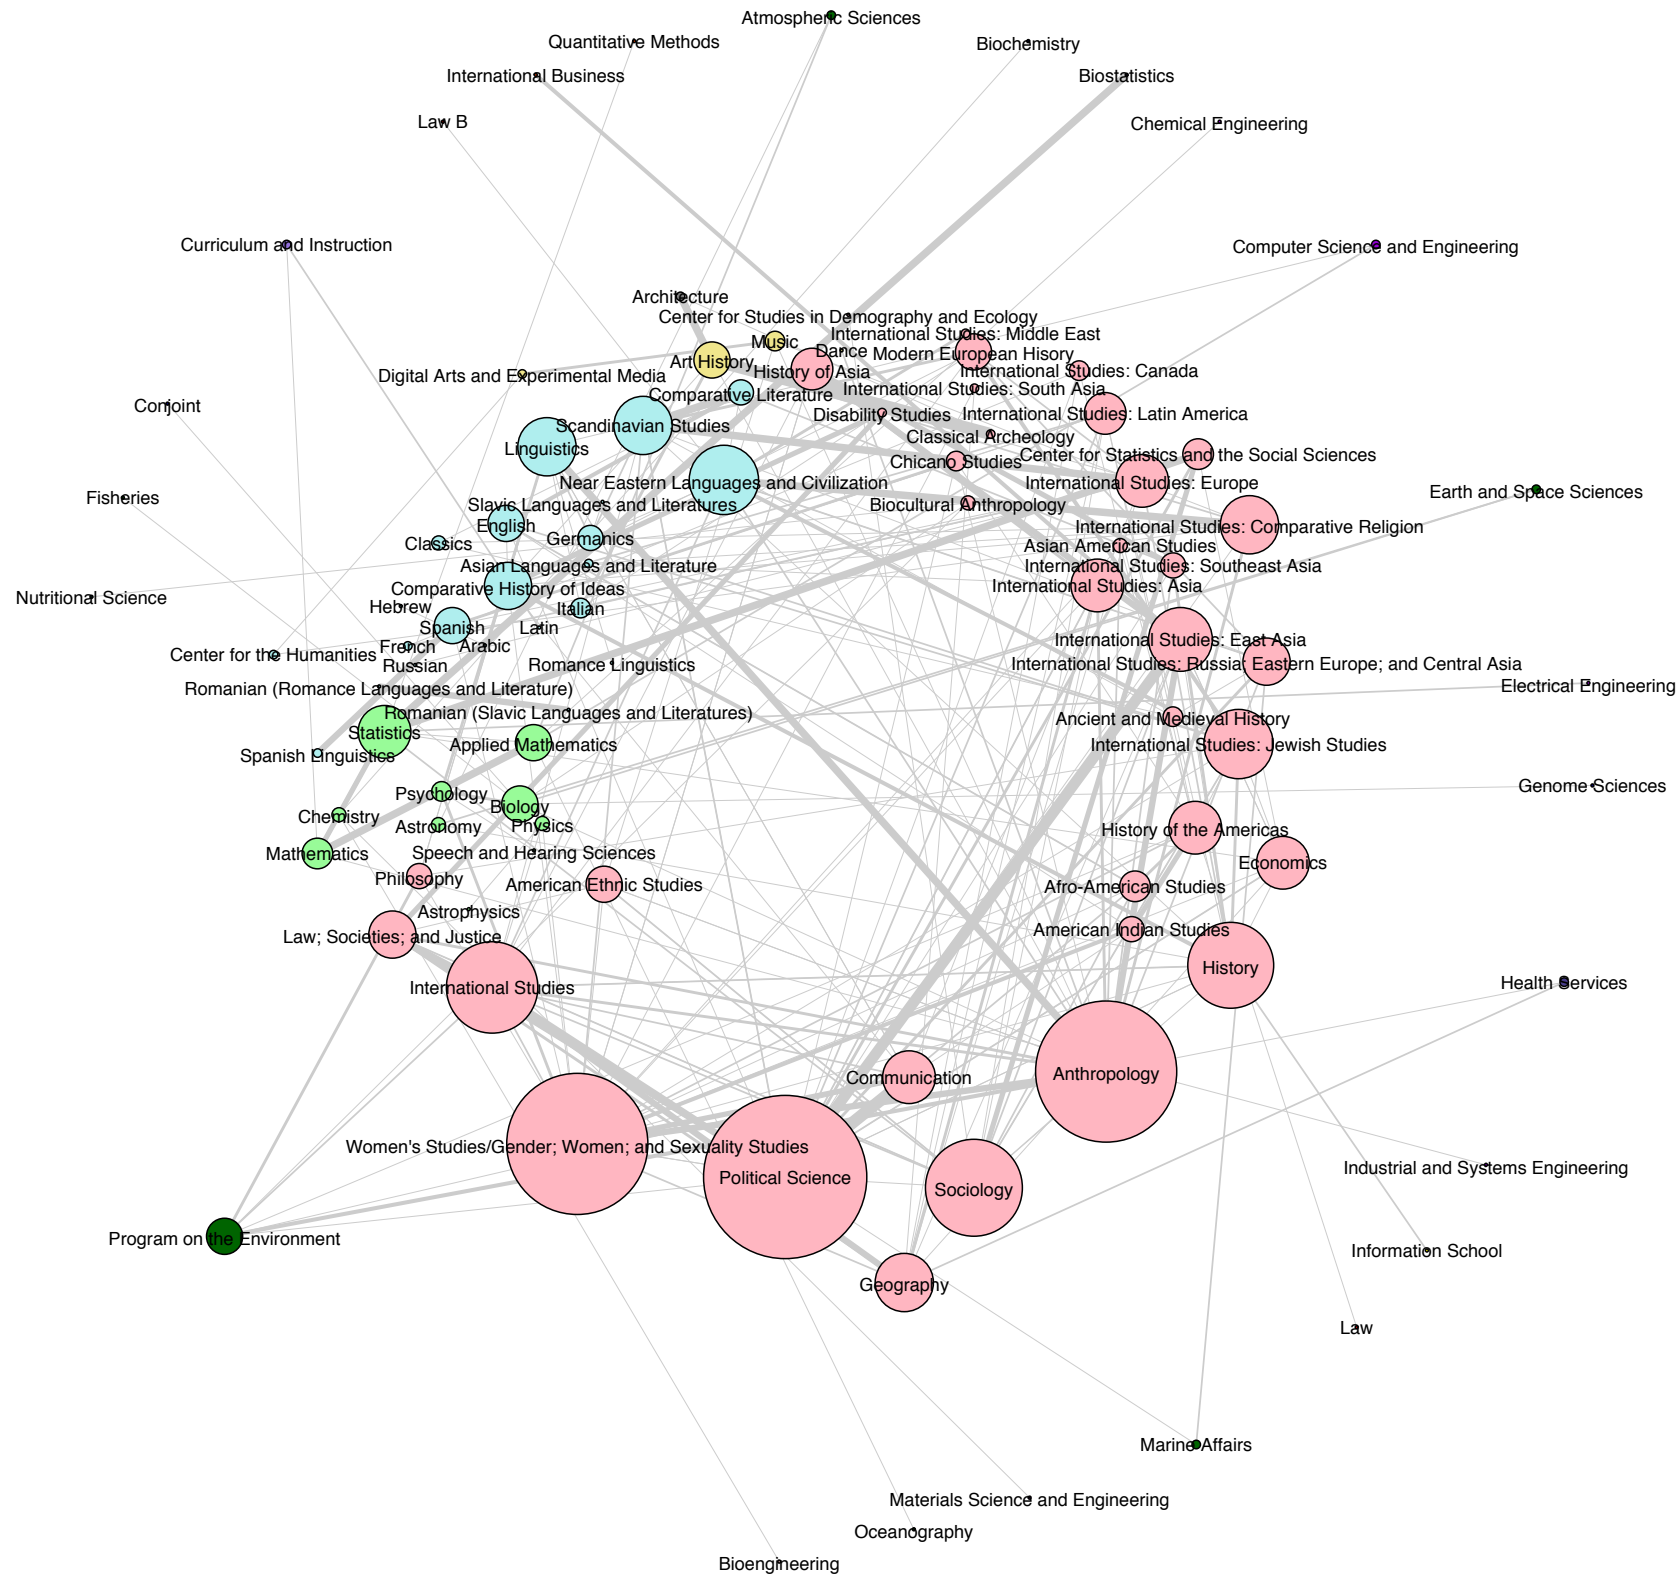 Atmospheric Sciences
Quantitative Methods
Biochemistry
International Business
Biostatistics
Law B
Chemical Engineering
Curriculum and Instruction
Computer Science and Engineering
Architecture
Center for Studies in Demography and Ecology
International Studies: Middle East
Music
Dance
Modern European Hisory
Art History
History of Asia
International Studies: Canada
Digital Arts and Experimental Media
International Studies: South Asia
Comparative Literature
Conjoint
Disability Studies
International Studies: Latin America
Scandinavian Studies
Classical Archeology
Linguistics
Center for Statistics and the Social Sciences
Chicano Studies
Near Eastern Languages and Civilization
International Studies: Europe
Earth and Space Sciences
Fisheries
Slavic Languages and Literatures
Biocultural Anthropology
English
International Studies: Comparative Religion
Germanics
Classics
Asian American Studies
Asian Languages and Literature
International Studies: Southeast Asia
Comparative History of Ideas
International Studies: Asia
Nutritional Science
Hebrew
Italian
Spanish
Latin
International Studies: East Asia
French
Arabic
Center for the Humanities
Russian
Romance Linguistics
International Studies: Russia; Eastern Europe; and Central Asia
Romanian (Romance Languages and Literature)
Electrical Engineering
Romanian (Slavic Languages and Literatures)
Ancient and Medieval History
Statistics
Applied Mathematics
International Studies: Jewish Studies
Spanish Linguistics
Genome Sciences
Psychology
Biology
Chemistry
Astronomy
Physics
History of the Americas
Mathematics
Speech and Hearing Sciences
Economics
Philosophy
American Ethnic Studies
Afro-American Studies
Astrophysics
American Indian Studies
Law; Societies; and Justice
History
International Studies
Health Services
Communication
Anthropology
Women's Studies/Gender; Women; and Sexuality Studies
Industrial and Systems Engineering
Political Science
Sociology
Program on the Environment
Information School
Geography
Law
Marine Affairs
Materials Science and Engineering
Oceanography
Bioengineering